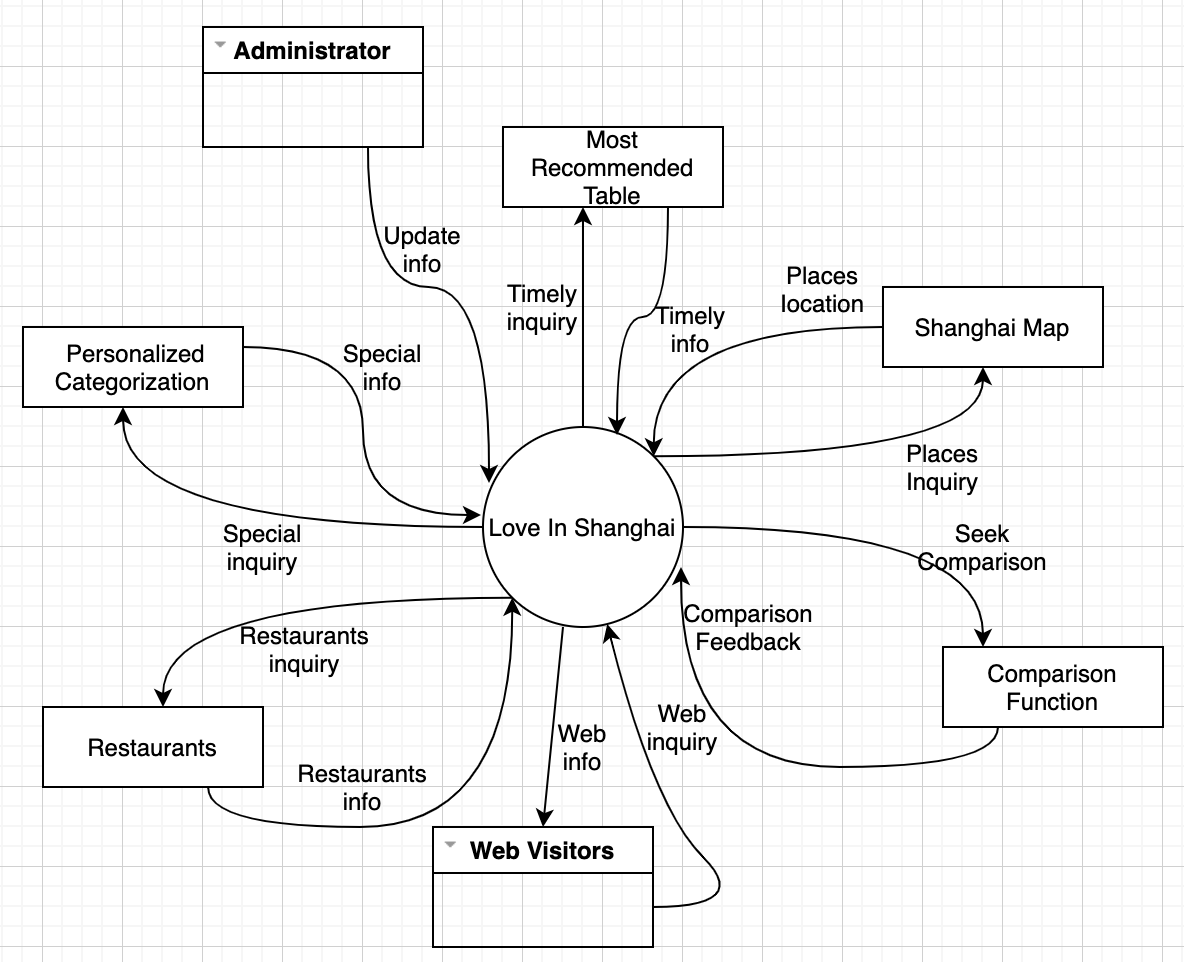 Administrator
Most
Recommended
Table
Update
info
Places
location
Timely
inquiry
Timely
info
Shanghai Map
Personalized
Categorization
Special
info
Places
Inquiry
Love In Shanghai
Special
inquiry
Seek
Comparison
Comparison
Feedback
Restaurants
inquiry
Comparison
Function
Restaurants
Web
inquiry
Web
info
Restaurants
info
Web Visitors